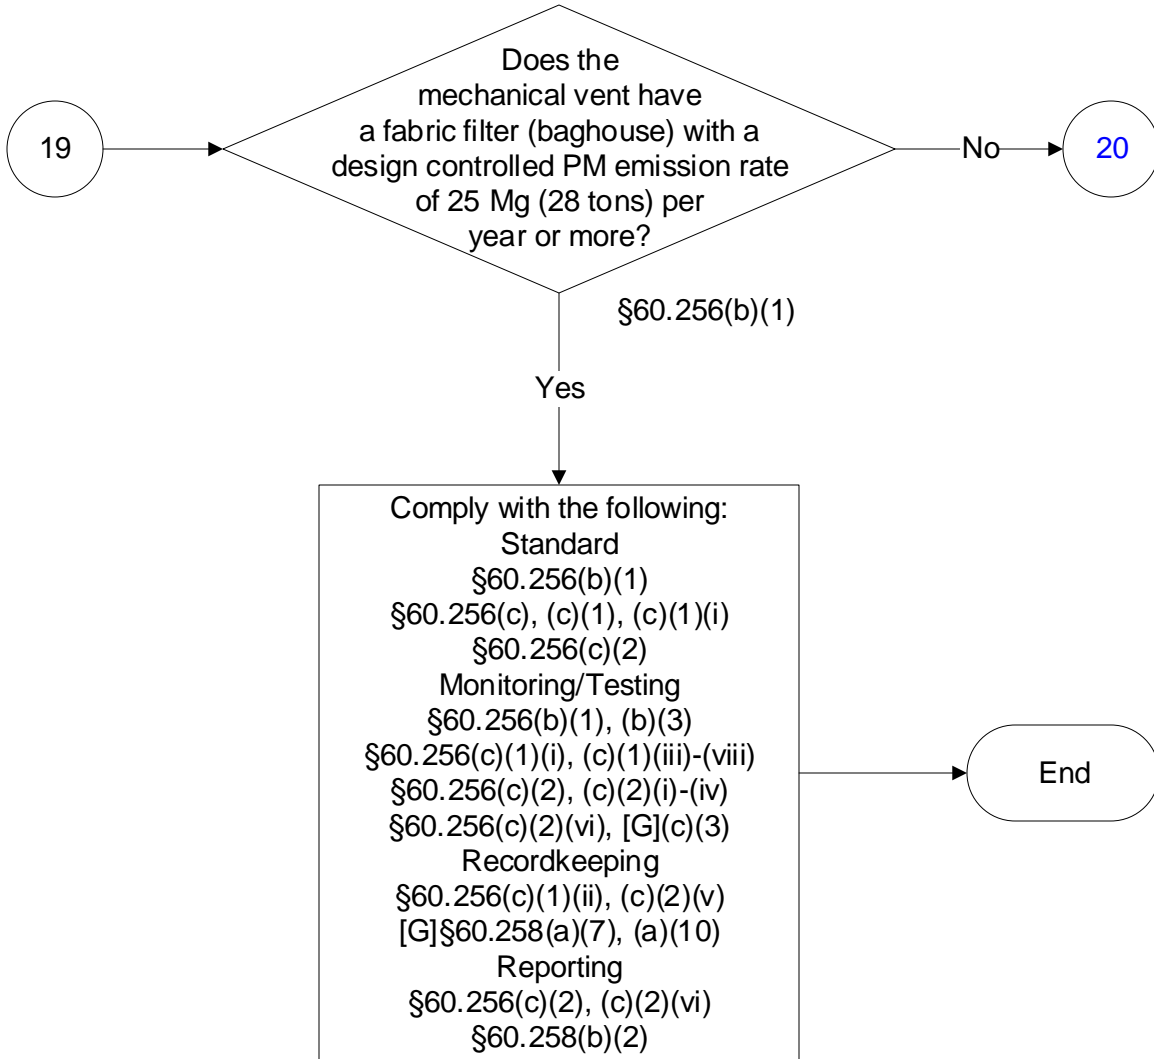 Does the
mechanical vent have
a fabric filter (baghouse) with a
design controlled PM emission rate
of 25 Mg (28 tons) per
year or more?
19
No
20
§60.256(b)(1)
Yes
Comply with the following:
Standard
§60.256(b)(1)
§60.256(c), (c)(1), (c)(1)(i)
§60.256(c)(2)
Monitoring/Testing
§60.256(b)(1), (b)(3)
§60.256(c)(1)(i), (c)(1)(iii)-(viii)
§60.256(c)(2), (c)(2)(i)-(iv)
§60.256(c)(2)(vi), [G](c)(3)
Recordkeeping
§60.256(c)(1)(ii), (c)(2)(v)
[G]§60.258(a)(7), (a)(10)
Reporting
§60.256(c)(2), (c)(2)(vi)
§60.258(b)(2)
End